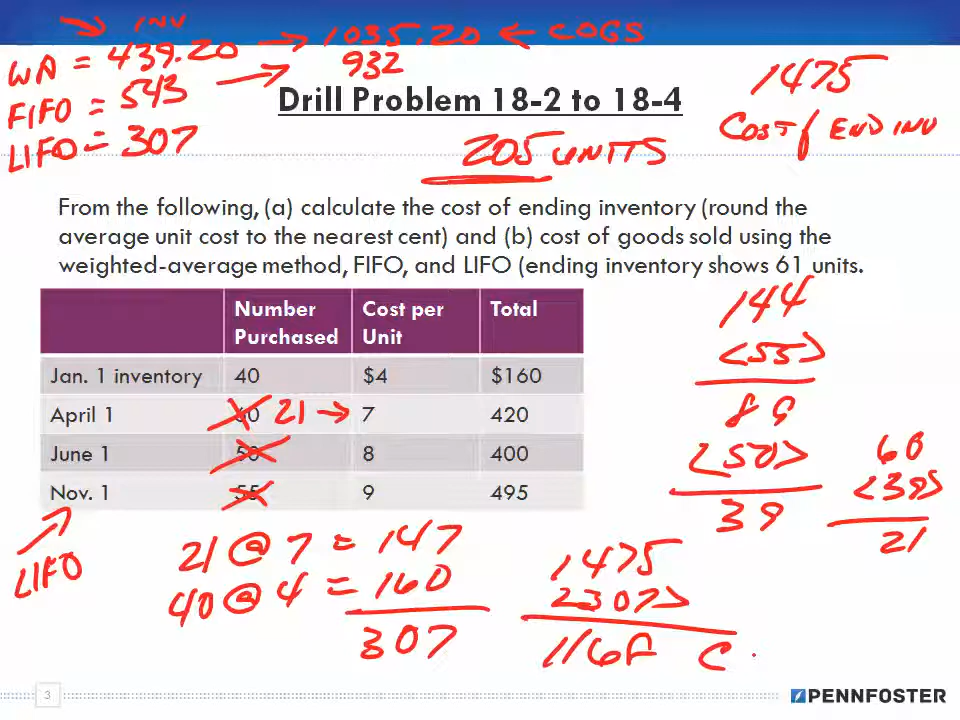 INV
WA = 439.20 → 1035.20 ← COGS
FIFO = 543 → 932
LIFO = 307
1475
COST of END INV
Drill Problem 18-2 to 18-4
205 UNITS
From the following, (a) calculate the cost of ending inventory (round the
average unit cost to the nearest cent) and (b) cost of goods sold using the
weighted-average method, FIFO, and LIFO (ending inventory shows 61 units.
Number Purchased Cost per Unit Total
Jan. 1 inventory 40 $4 $160
April 1 60 21 → 7 420
June 1 50 8 400
Nov. 1 55 9 495
LIFO
144
<55>
89
<50>
39
60
<39>
21
21 @ 7 = 147
40 @ 4 = 160
307
1475
<307>
1168 C
3
PENNFOSTER